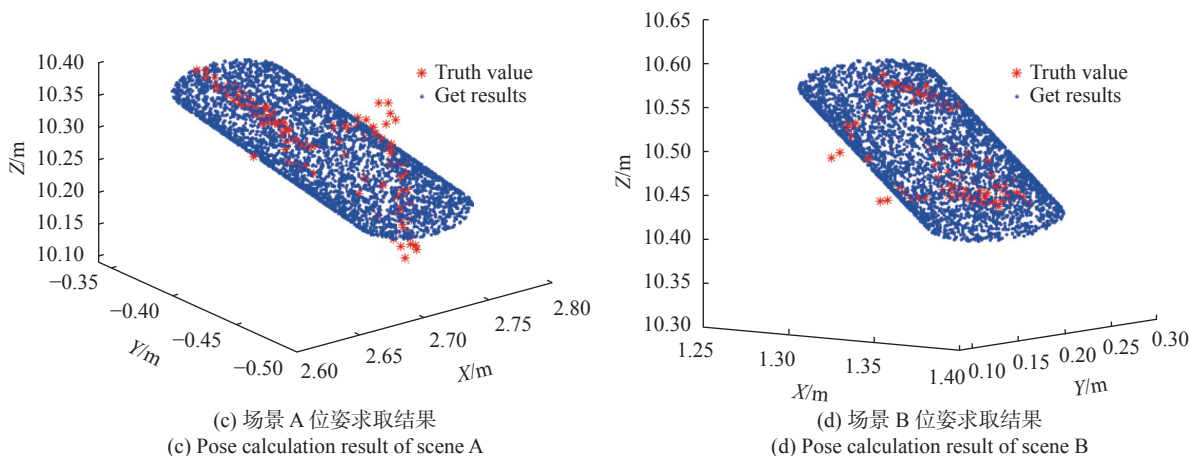 10.40
10.35
10.30
10.25
10.20
10.15
10.10
Z/m
−0.35
−0.40
−0.45
−0.50
Y/m
2.60
2.65
2.70
2.75
2.80
X/m
Truth value
Get results
(c) 场景 A 位姿求取结果
(c) Pose calculation result of scene A
10.65
10.60
10.55
10.50
10.45
10.40
10.30
Z/m
1.25
1.30
1.35
1.40
X/m
0.10
0.15
0.20
0.25
0.30
Y/m
Truth value
Get results
(d) 场景 B 位姿求取结果
(d) Pose calculation result of scene B